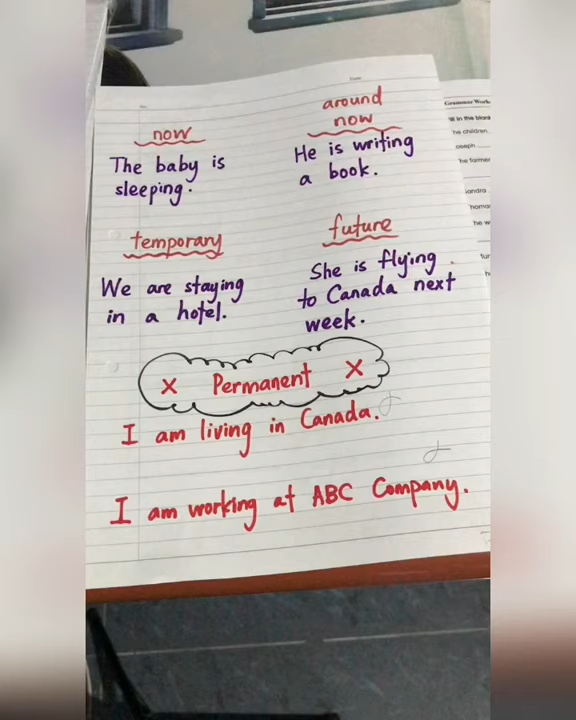 now
The baby is
sleeping.
around
now
He is writing
a book.
temporary
We are staying
in a hotel.
future
She is flying
to Canada next
week.
x Permanent x
I am living in Canada.
I am working at ABC Company.
Grammar Work
he children
he farmer